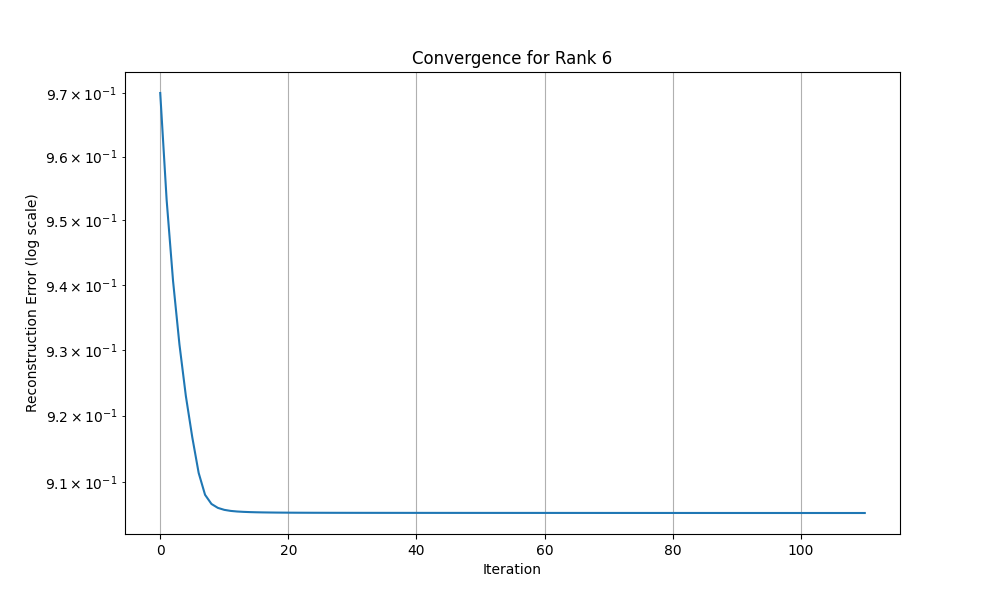 Convergence for Rank 6
Reconstruction Error (log scale)
9.7 × 10⁻¹
9.6 × 10⁻¹
9.5 × 10⁻¹
9.4 × 10⁻¹
9.3 × 10⁻¹
9.2 × 10⁻¹
9.1 × 10⁻¹
0 20 40 60 80 100
Iteration